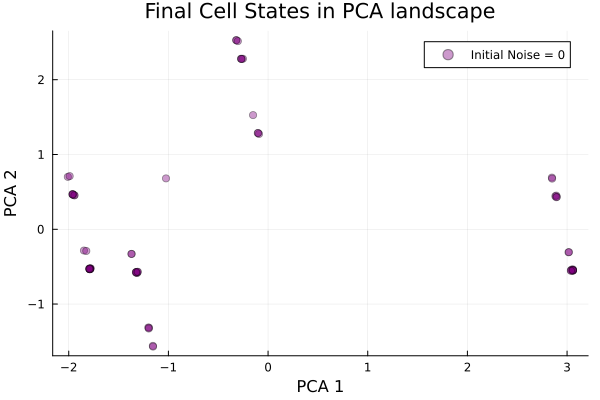 Final Cell States in PCA landscape
Initial Noise = 0
PCA 2
2
1
0
−1
−2
−1
0
1
2
3
PCA 1